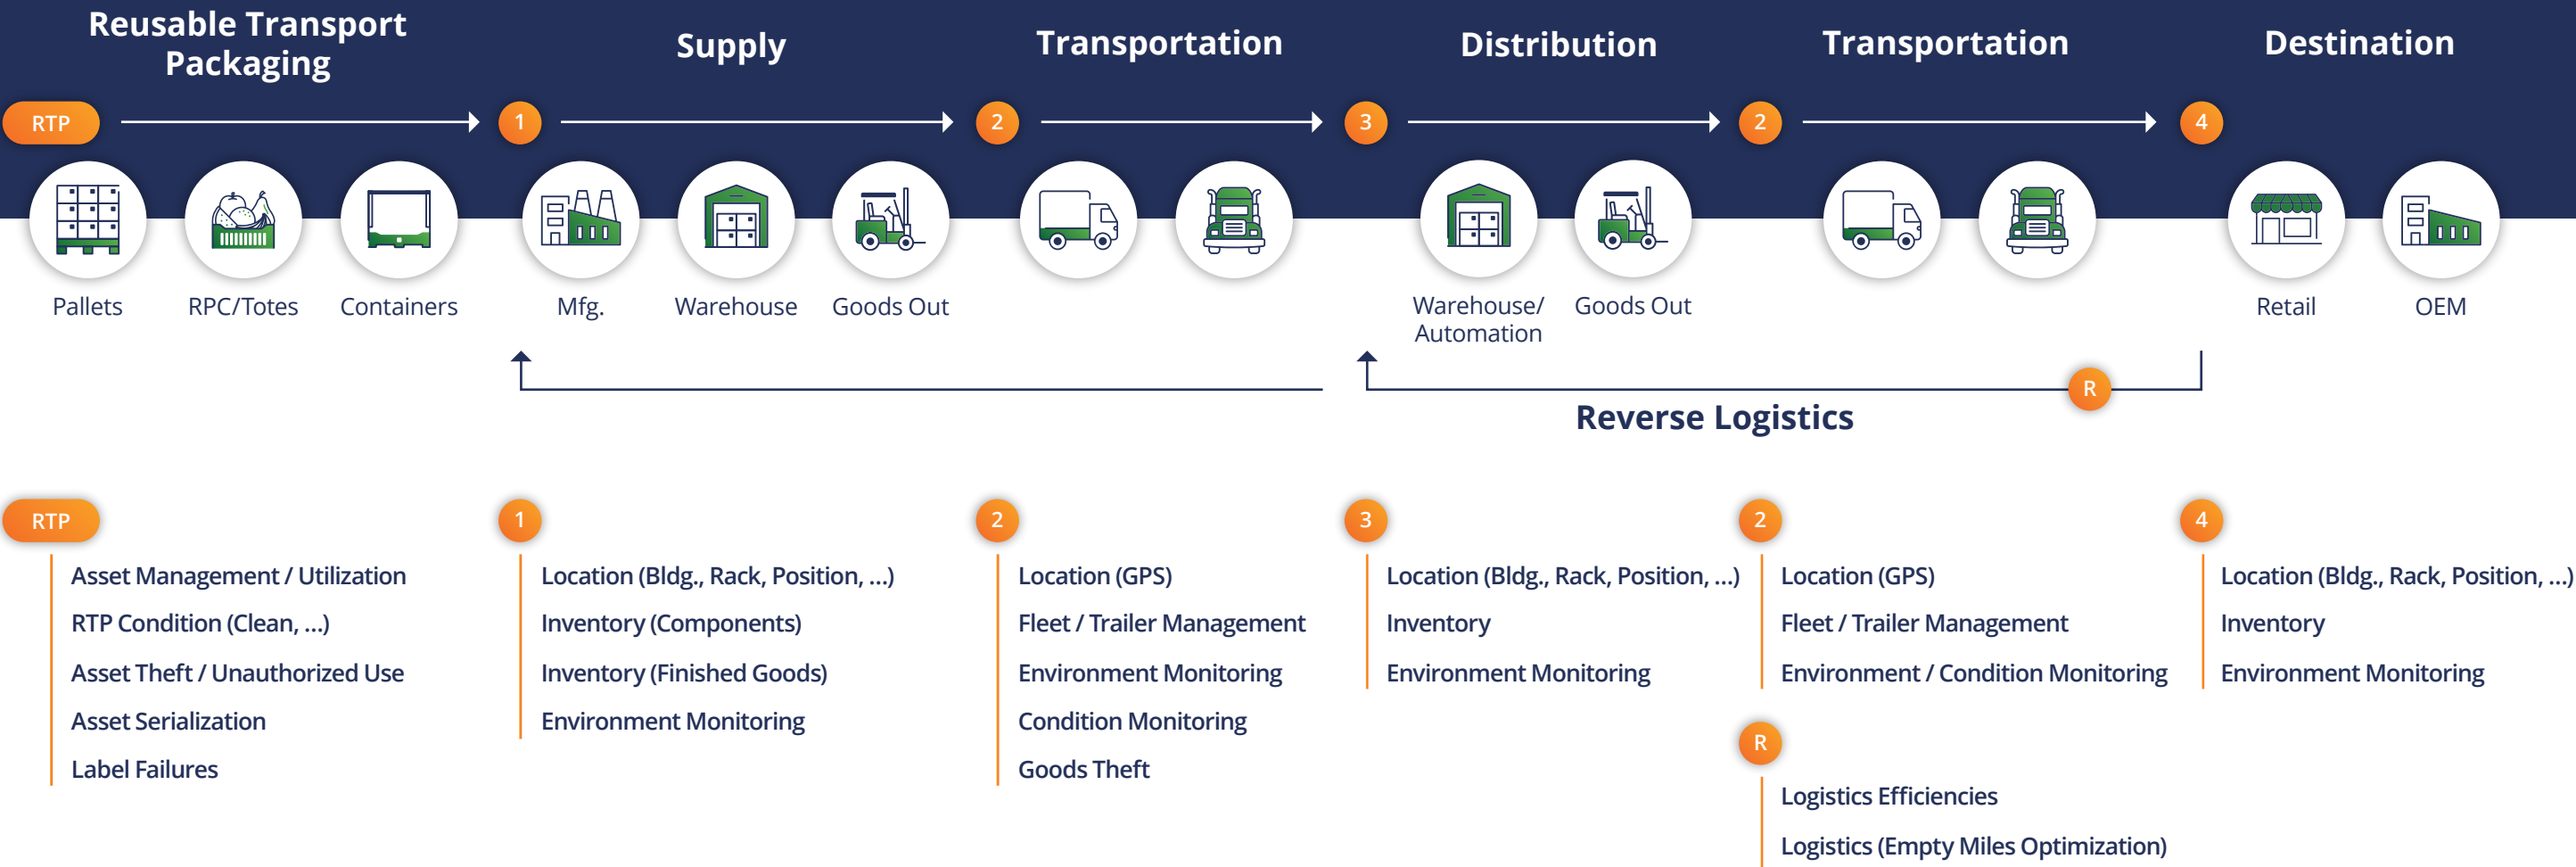 Reusable Transport
Packaging
Supply
Transportation
Distribution
Transportation
Destination
RTP
1
2
3
2
4
Pallets
RPC/Totes
Containers
Mfg.
Warehouse
Goods Out
Warehouse/
Automation
Goods Out
Retail
OEM
R
Reverse Logistics
RTP
Asset Management / Utilization
RTP Condition (Clean, ...)
Asset Theft / Unauthorized Use
Asset Serialization
Label Failures
1
Location (Bldg., Rack, Position, ...)
Inventory (Components)
Inventory (Finished Goods)
Environment Monitoring
2
Location (GPS)
Fleet / Trailer Management
Environment Monitoring
Condition Monitoring
Goods Theft
3
Location (Bldg., Rack, Position, ...)
Inventory
Environment Monitoring
2
Location (GPS)
Fleet / Trailer Management
Environment / Condition Monitoring
R
Logistics Efficiencies
Logistics (Empty Miles Optimization)
4
Location (Bldg., Rack, Position, ...)
Inventory
Environment Monitoring